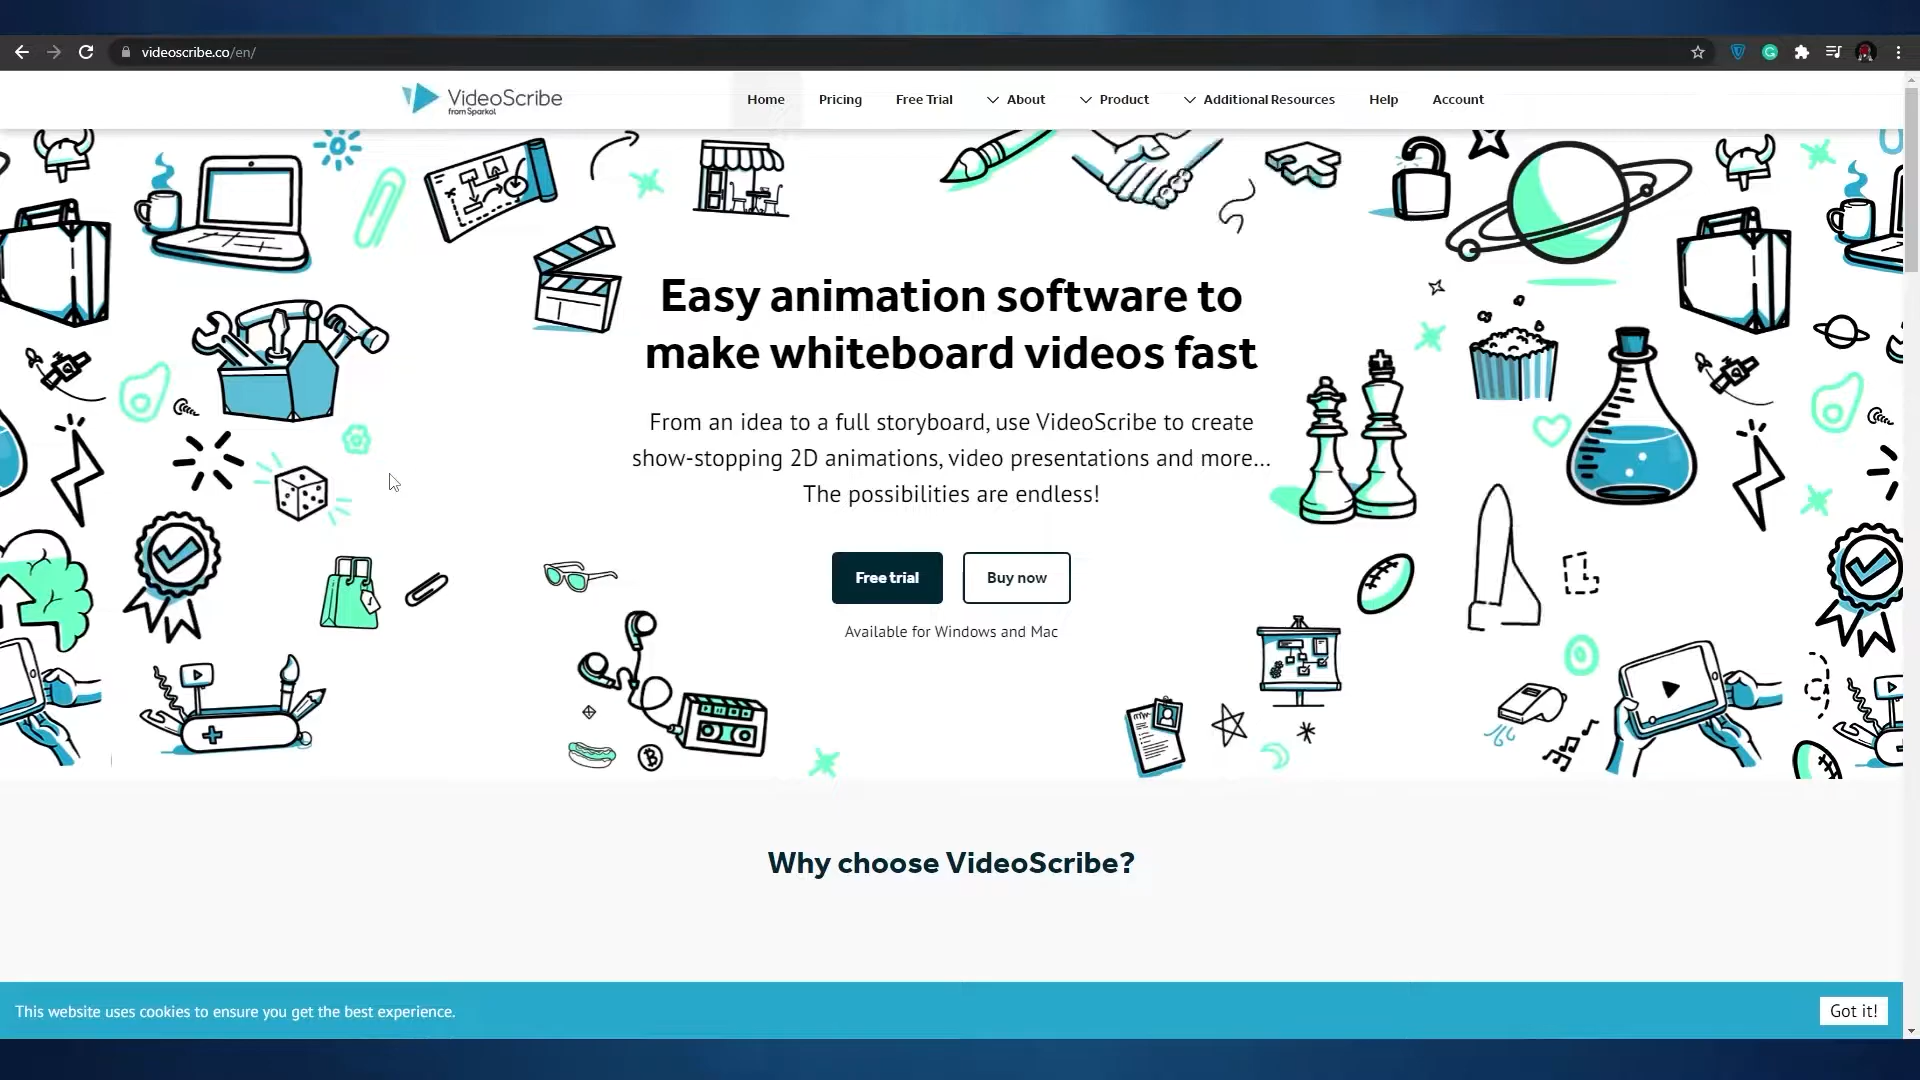 videoscribe.co/en/
VideoScribe
from Sparkol
Home
Pricing
Free Trial
About
Product
Additional Resources
Help
Account
Easy animation software to
make whiteboard videos fast
From an idea to a full storyboard, use VideoScribe to create
show-stopping 2D animations, video presentations and more...
The possibilities are endless!
Free trial
Buy now
Available for Windows and Mac
Why choose VideoScribe?
This website uses cookies to ensure you get the best experience.
Got it!